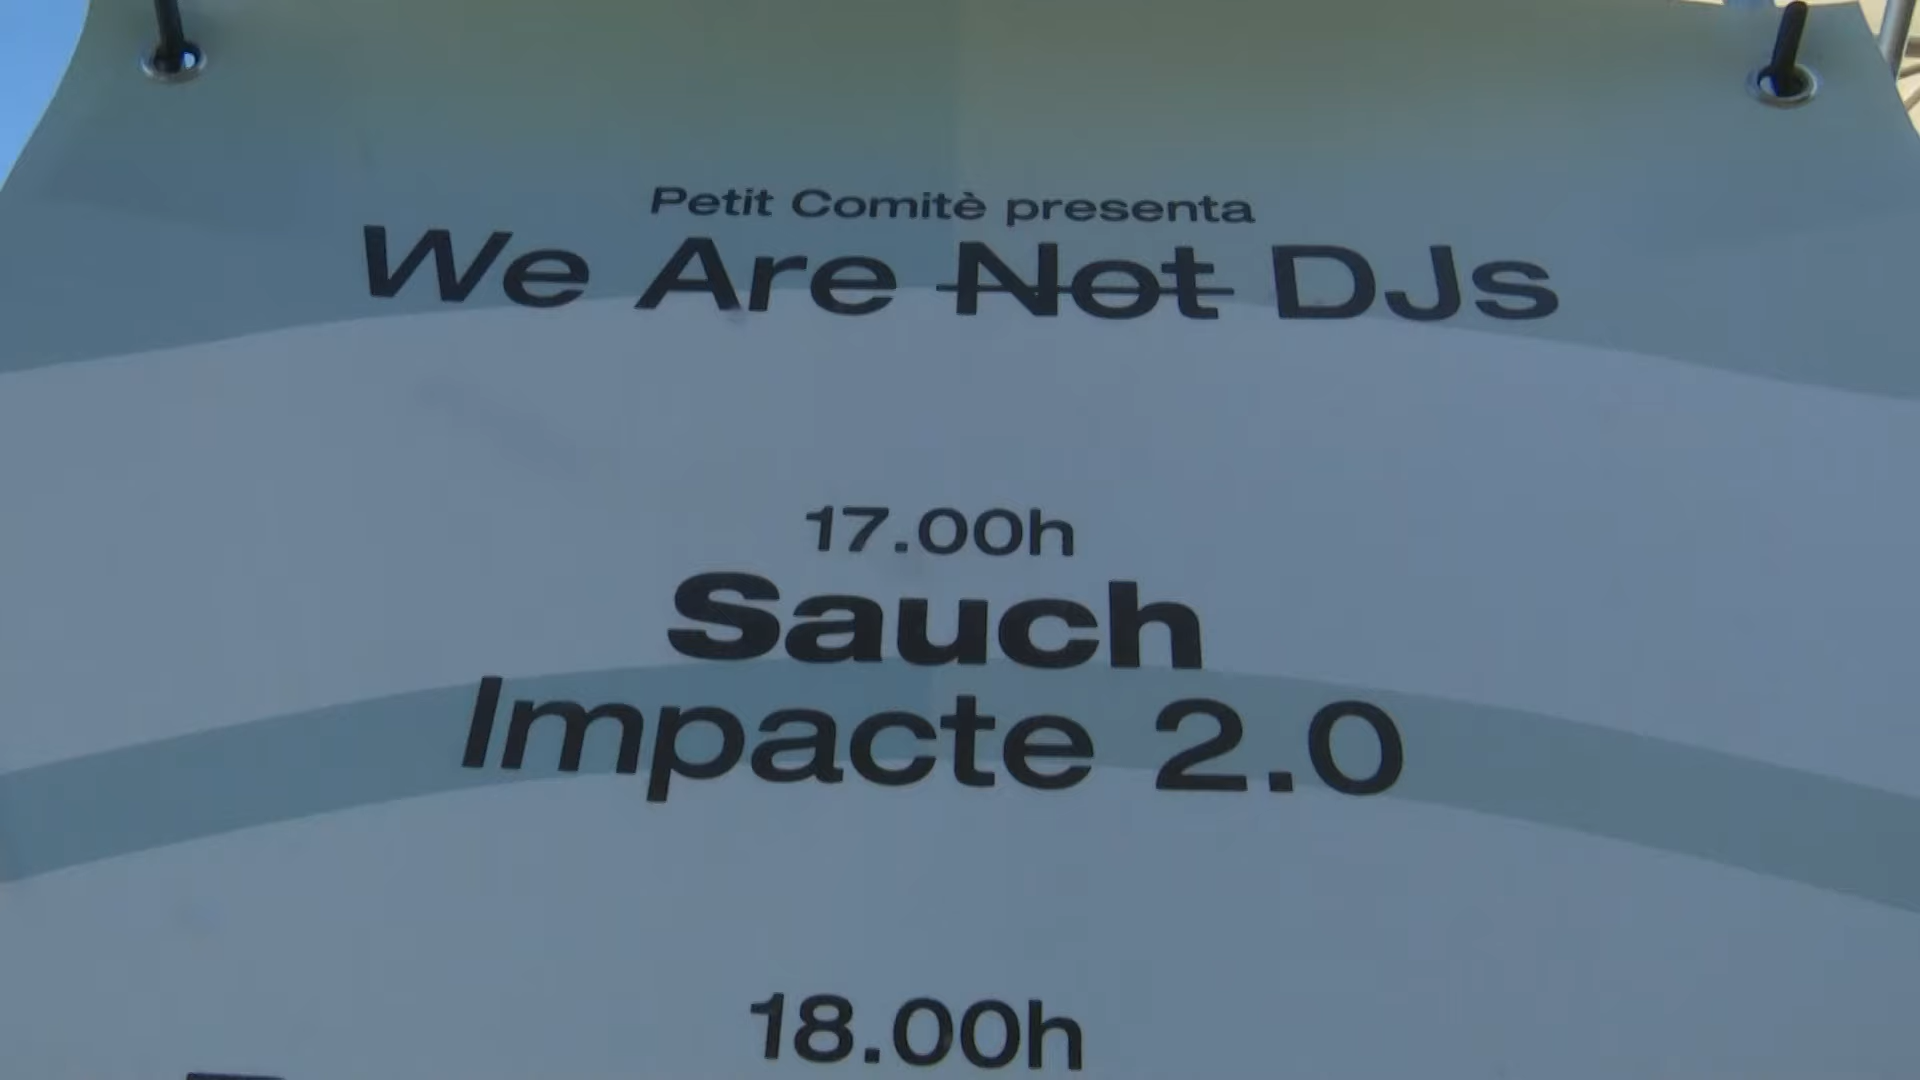 Petit Comitè presenta
We Are Not DJs
17.00h
Sauch
Impacte 2.0
18.00h